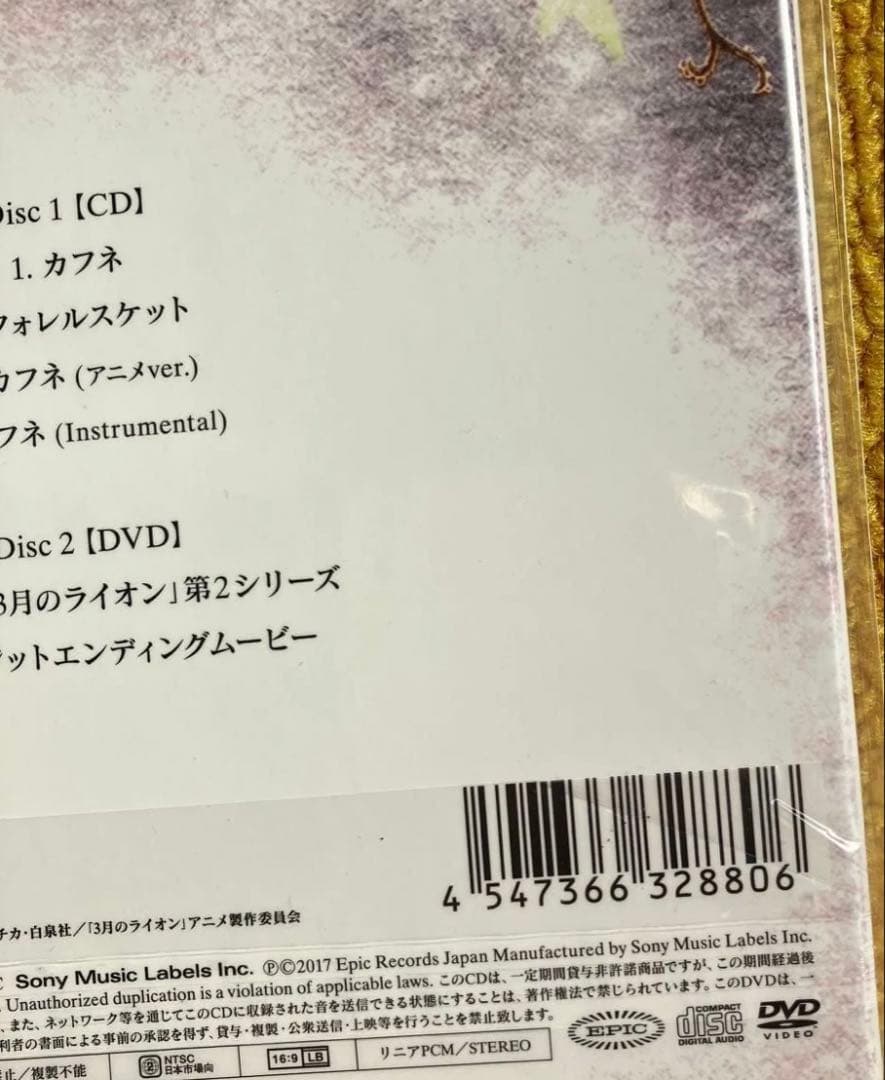 Disc 1【CD】
1. カフネ
フォレルスケット
カフネ (アニメver.)
フネ (Instrumental)
Disc 2【DVD】
3月のライオン」第2シリーズ
ットエンディングムービー
4 547366 328806
チカ・白泉社/「3月のライオン」アニメ製作委員会
Sony Music Labels Inc. ℗©2017 Epic Records Japan Manufactured by Sony Music Labels Inc.
Unauthorized duplication is a violation of applicable laws. このCDは、一定期間貸与非許諾商品ですが、この期間経過後
、また、ネットワーク等を通じてこのCDに収録された音を送信できる状態にすることは、著作権法で禁じられています。このDVDは、一
利者の書面による事前の承認を得ず、貸与・複製・公衆送信・上映等を行うことを禁止致します。
EPIC
COMPACT disc DIGITAL AUDIO
DVD VIDEO
止/複製不能
2 NTSC 日本市場向
16:9 LB
リニアPCM/STEREO